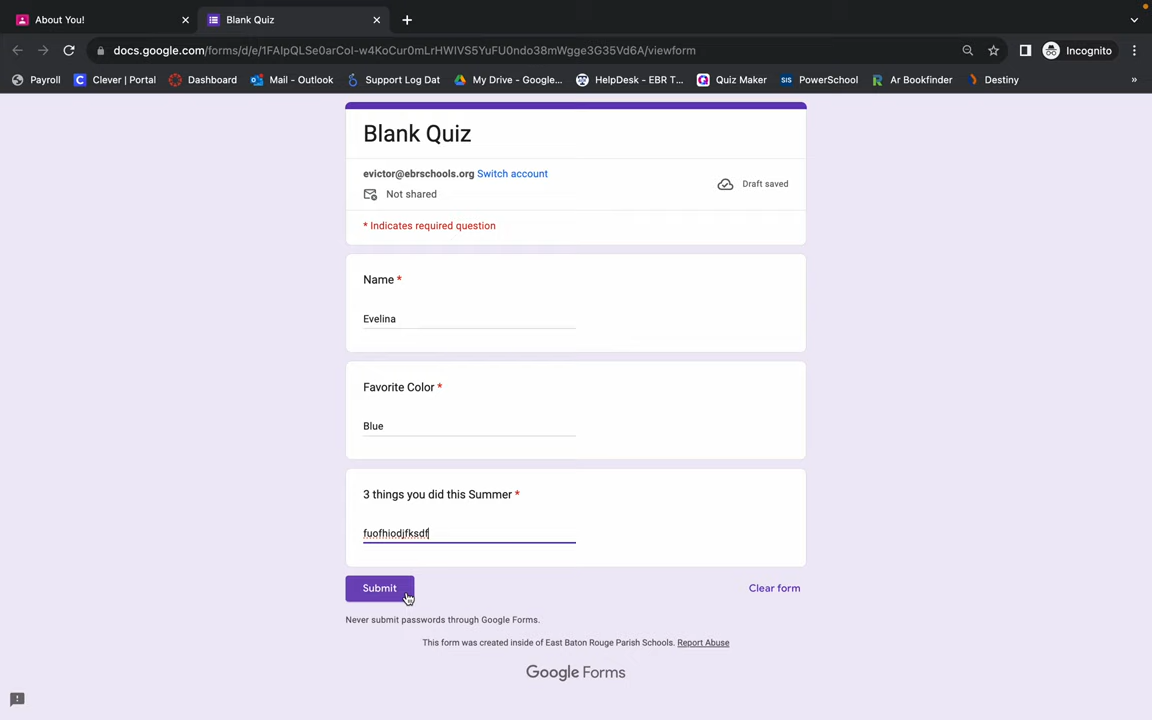 About You!
Blank Quiz
docs.google.com/forms/d/e/1FAIpQLSe0arCoI-w4KoCur0mLrHWIVS5YuFU0ndo38mWgge3G35Vd6A/viewform
Incognito
Payroll
Clever | Portal
Dashboard
Mail - Outlook
Support Log Dat
My Drive - Google...
HelpDesk - EBR T...
Quiz Maker
SIS
PowerSchool
Ar Bookfinder
Destiny
»
Blank Quiz
evictor@ebrschools.org Switch account
Not shared
Draft saved
* Indicates required question
Name *
Evelina
Favorite Color *
Blue
3 things you did this Summer *
fuofhiodjfksdf
Submit
Clear form
Never submit passwords through Google Forms.
This form was created inside of East Baton Rouge Parish Schools. Report Abuse
Google Forms